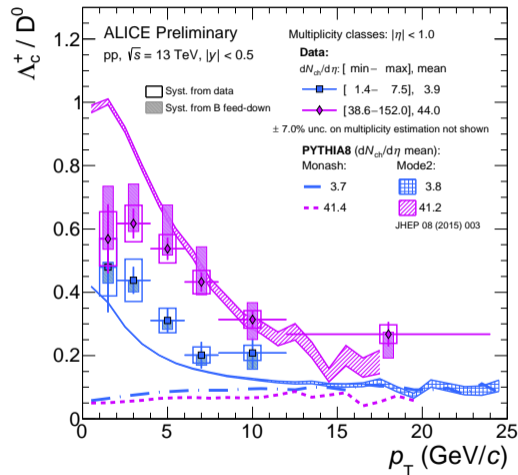 ALICE Preliminary
pp, √s = 13 TeV, |y| < 0.5
Syst. from data
Syst. from B feed-down
Multiplicity classes: |η| < 1.0
Data:
dN_ch/dη: [ min− max], mean
[ 1.4− 7.5], 3.9
[38.6−152.0], 44.0
± 7.0% unc. on multiplicity estimation not shown
PYTHIA8 (dN_ch/dη mean):
Monash: Mode2:
3.7 3.8
41.4 41.2
JHEP 08 (2015) 003
Λ_c^+ / D^0
1.2
1
0.8
0.6
0.4
0.2
0
0 5 10 15 20 25
p_T (GeV/c)